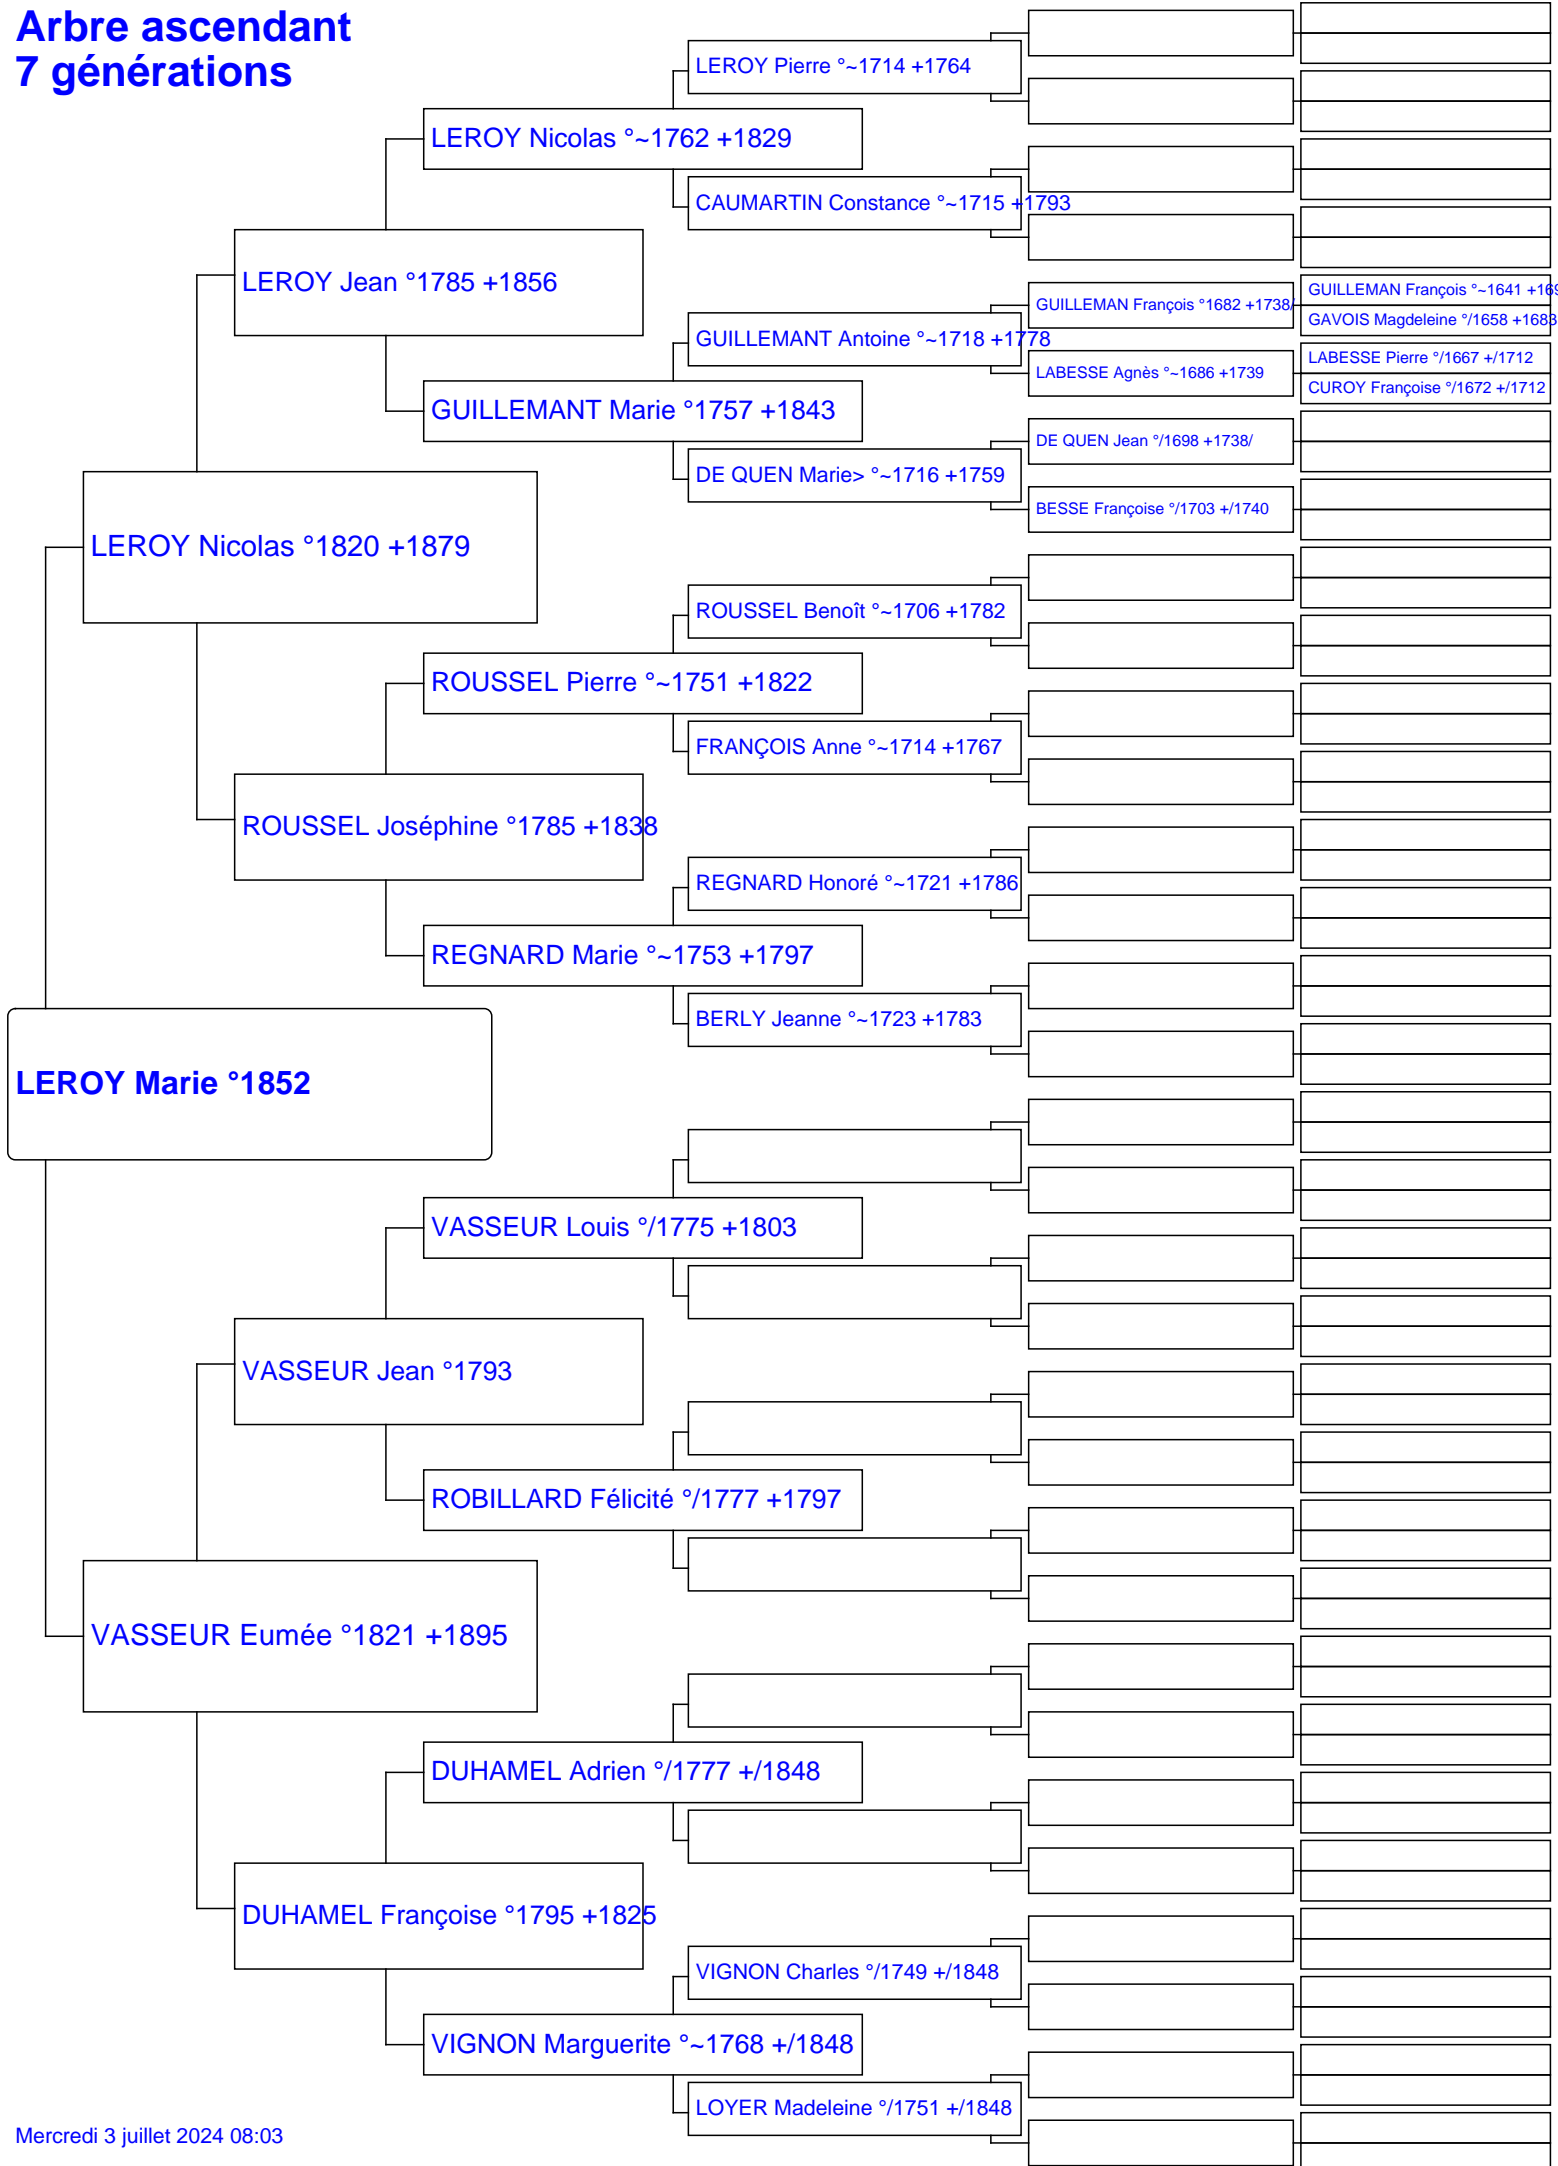 Arbre ascendant
7 générations
LEROY Pierre °~1714 +1764
LEROY Nicolas °~1762 +1829
CAUMARTIN Constance °~1715 +1793
LEROY Jean °1785 +1856
GUILLEMAN François °~1641 +169
GUILLEMAN François °1682 +1738/
GAVOIS Magdeleine °/1658 +1683
GUILLEMANT Antoine °~1718 +1778
LABESSE Pierre °/1667 +/1712
LABESSE Agnès °~1686 +1739
CUROY Françoise °/1672 +/1712
GUILLEMANT Marie °1757 +1843
DE QUEN Jean °/1698 +1738/
DE QUEN Marie> °~1716 +1759
BESSE Françoise °/1703 +/1740
LEROY Nicolas °1820 +1879
ROUSSEL Benoît °~1706 +1782
ROUSSEL Pierre °~1751 +1822
FRANÇOIS Anne °~1714 +1767
ROUSSEL Joséphine °1785 +1838
REGNARD Honoré °~1721 +1786
REGNARD Marie °~1753 +1797
BERLY Jeanne °~1723 +1783
LEROY Marie °1852
VASSEUR Louis °/1775 +1803
VASSEUR Jean °1793
ROBILLARD Félicité °/1777 +1797
VASSEUR Eumée °1821 +1895
DUHAMEL Adrien °/1777 +/1848
DUHAMEL Françoise °1795 +1825
VIGNON Charles °/1749 +/1848
VIGNON Marguerite °~1768 +/1848
LOYER Madeleine °/1751 +/1848
Mercredi 3 juillet 2024 08:03